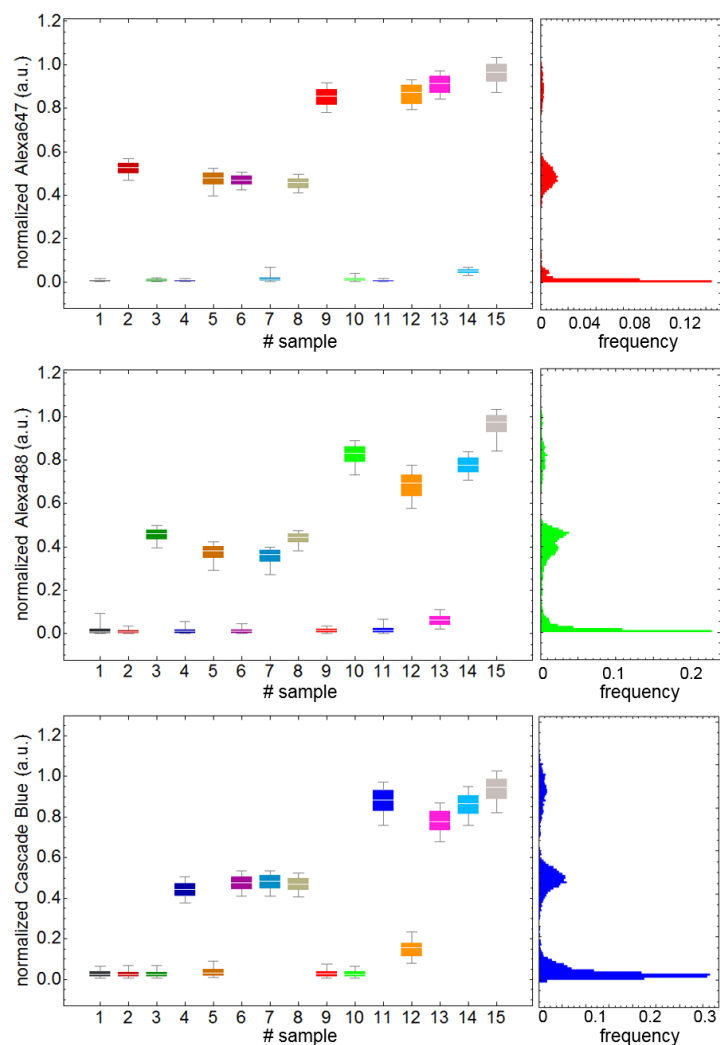 1.2
1.0
0.8
0.6
0.4
0.2
0.0
normalized Alexa647 (a.u.)
1 2 3 4 5 6 7 8 9 10 11 12 13 14 15
# sample
0 0.04 0.08 0.12
frequency
1.2
1.0
0.8
0.6
0.4
0.2
0.0
normalized Alexa488 (a.u.)
1 2 3 4 5 6 7 8 9 10 11 12 13 14 15
# sample
0 0.1 0.2
frequency
1.2
1.0
0.8
0.6
0.4
0.2
0.0
normalized Cascade Blue (a.u.)
1 2 3 4 5 6 7 8 9 10 11 12 13 14 15
# sample
0 0.1 0.2 0.3
frequency